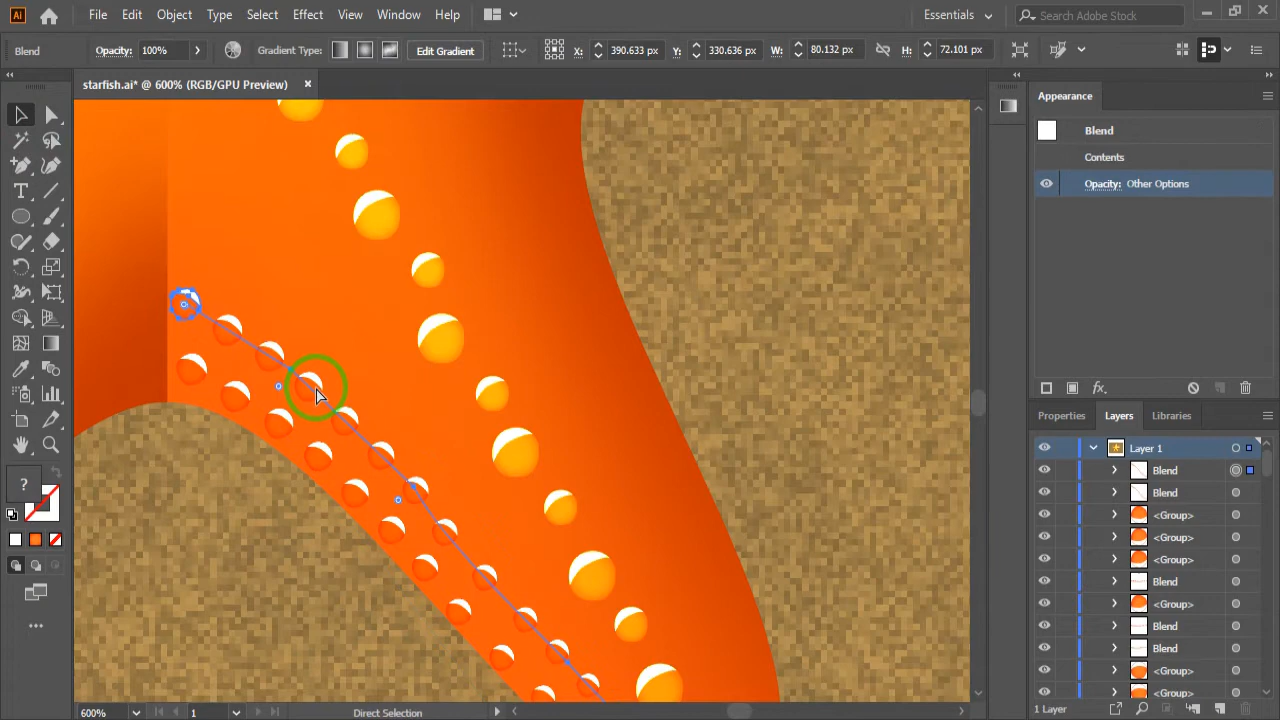 Ai File Edit Object Type Select Effect View Window Help Essentials Search Adobe Stock
Blend Opacity: 100% Gradient Type: Edit Gradient X: 390.633 px Y: 330.636 px W: 80.132 px H: 72.101 px
starfish.ai* @ 600% (RGB/GPU Preview)
Appearance
Blend
Contents
Opacity: Other Options
fx
Properties Layers Libraries
Layer 1
Blend
Blend
<Group>
<Group>
<Group>
Blend
<Group>
Blend
Blend
<Group>
<Group>
?
600% 1 Direct Selection 1 Layer